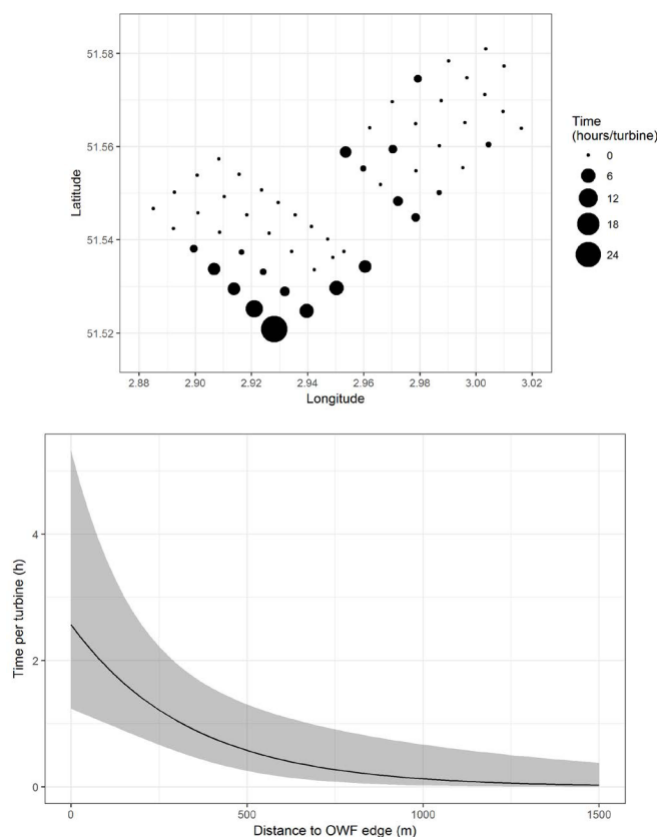 51.58
51.56
51.54
51.52
Latitude
2.88 2.90 2.92 2.94 2.96 2.98 3.00 3.02
Longitude
Time
(hours/turbine)
0
6
12
18
24
4
2
0
Time per turbine (h)
0 500 1000 1500
Distance to OWF edge (m)